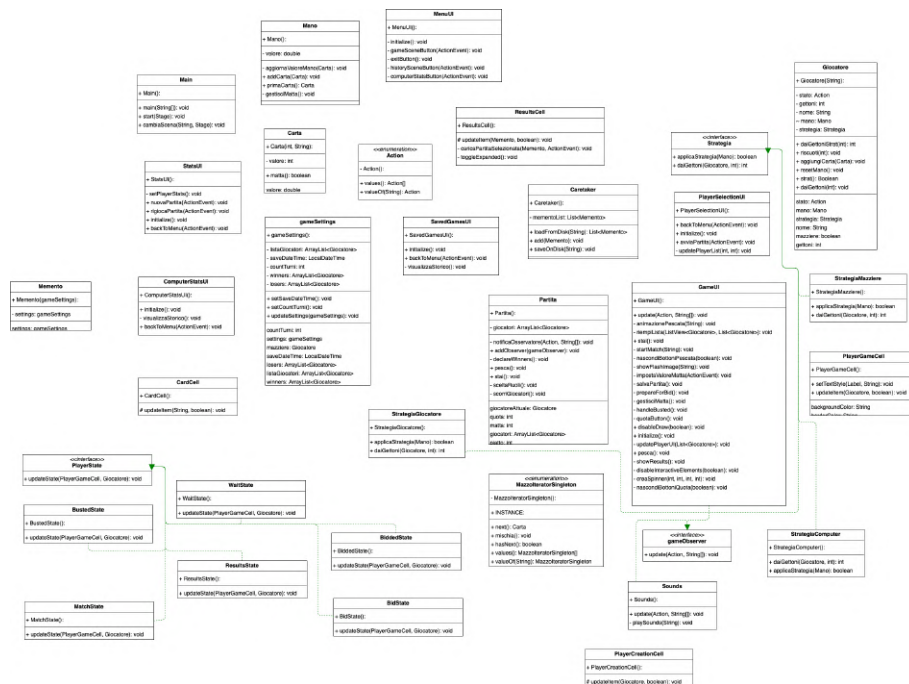 Main
+ Main():
+ main(String[]): void
+ start(Stage): void
+ cambiaScena(String, Stage): void
Mano
+ Mano():
- valore: double
- aggiornaValoreMano(Carta): void
+ addCarta(Carta): void
+ primaCarta(): Carta
- gestisciMatta(): void
MenuUI
+ MenuUI():
- initialize(): void
- gameSceneButton(ActionEvent): void
- exitButton(): void
- historySceneButton(ActionEvent): void
- computerStatsButton(ActionEvent): void
Giocatore
+ Giocatore(String):
- stato: Action
- gettoni: int
- nome: String
- mano: Mano
- strategia: Strategia
+ daiGettoniStrat(int): int
+ riscuoti(int): void
+ aggiungiCarta(Carta): void
+ resetMano(): void
+ strat(): Boolean
+ daiGettoni(int): void
stato: Action
mano: Mano
strategia: Strategia
nome: String
mazziere: boolean
gettoni: int
Carta
+ Carta(int, String):
- valore: int
+ matta(): boolean
valore: double
«enumeration»
Action
- Action():
+ values(): Action[]
+ valueOf(String): Action
ResultsCell
+ ResultsCell():
# updateItem(Memento, boolean): void
- caricaPartitaSelezionata(Memento, ActionEvent): void
- toggleExpanded(): void
«interface»
Strategia
+ applicaStrategia(Mano): boolean
+ daiGettoni(Giocatore, int): int
StatsUI
+ StatsUI():
- setPlayerStats(): void
+ nuovaPartita(ActionEvent): void
+ rigiocaPartita(ActionEvent): void
+ initialize(): void
+ backToMenu(ActionEvent): void
Caretaker
+ Caretaker():
- mementoList: List<Memento>
+ loadFromDisk(String): List<Memento>
+ add(Memento): void
+ saveOnDisk(String): void
PlayerSelectionUI
+ PlayerSelectionUI():
+ backToMenu(ActionEvent): void
+ initialize(): void
+ avviaPartita(ActionEvent): void
- updatePlayerList(int, int): void
gameSettings
+ gameSettings():
- listaGiocatori: ArrayList<Giocatore>
- saveDateTime: LocalDateTime
- countTurni: int
- winners: ArrayList<Giocatore>
- losers: ArrayList<Giocatore>
+ setSaveDateTime(): void
+ setCountTurni(): void
+ updateSettings(gameSettings): void
countTurni: int
settings: gameSettings
mazziere: Giocatore
saveDateTime: LocalDateTime
losers: ArrayList<Giocatore>
listaGiocatori: ArrayList<Giocatore>
winners: ArrayList<Giocatore>
SavedGamesUI
+ SavedGamesUI():
+ initialize(): void
+ backToMenu(ActionEvent): void
- visualizzaStorico(): void
Memento
+ Memento(gameSettings):
- settings: gameSettings
settings: gameSettings
ComputerStatsUI
+ ComputerStatsUI():
+ initialize(): void
- visualizzaStorico(): void
+ backToMenu(ActionEvent): void
GameUI
+ GameUI():
+ update(Action, String[]): void
- animazionePescata(String): void
- riempiLista(ListView<Giocatore>, List<Giocatore>): void
+ stai(): void
- startMatch(String): void
- nascondiBottoniPescata(boolean): void
- showFlashImage(String): void
- impostaValoreMatta(ActionEvent): void
- salvaPartita(): void
- prepareForBid(): void
- gestisciMatta(): void
- handleBusted(): void
- quotaButton(): void
+ disableDraw(boolean): void
+ initialize(): void
- updatePlayerUI(List<Giocatore>): void
+ pesca(): void
- showResults(): void
- disableInteractiveElements(boolean): void
- creaSpinner(int, int, int, int): void
- nascondiBottoniQuota(boolean): void
StrategiaMazziere
+ StrategiaMazziere():
+ applicaStrategia(Mano): boolean
+ daiGettoni(Giocatore, int): int
Partita
+ Partita():
- giocatori: ArrayList<Giocatore>
- notificaObservatore(Action, String[]): void
+ addObserver(gameObserver): void
- declareWinners(): void
+ pesca(): void
+ stai(): void
- sceltaRuoli(): void
- scorriGiocatori(): void
giocatoreAttuale: Giocatore
quota: int
matta: int
giocatori: ArrayList<Giocatore>
PlayerGameCell
+ PlayerGameCell():
+ setTextStyle(Label, String): void
# updateItem(Giocatore, boolean): void
backgroundColor: String
CardCell
+ CardCell():
# updateItem(String, boolean): void
StrategiaGiocatore
+ StrategiaGiocatore():
+ applicaStrategia(Mano): boolean
+ daiGettoni(Giocatore, int): int
«interface»
PlayerState
+ updateState(PlayerGameCell, Giocatore): void
WaitState
+ WaitState():
+ updateState(PlayerGameCell, Giocatore): void
«enumeration»
MazzoIteratorSingleton
- MazzoIteratorSingleton():
+ INSTANCE:
+ next(): Carta
+ mischia(): void
+ hasNext(): boolean
+ values(): MazzoIteratorSingleton[]
+ valueOf(String): MazzoIteratorSingleton
BustedState
+ BustedState():
+ updateState(PlayerGameCell, Giocatore): void
BiddedState
+ BiddedState():
+ updateState(PlayerGameCell, Giocatore): void
«interface»
gameObserver
+ update(Action, String[]): void
StrategiaComputer
+ StrategiaComputer():
+ daiGettoni(Giocatore, int): int
+ applicaStrategia(Mano): boolean
ResultsState
+ ResultsState():
+ updateState(PlayerGameCell, Giocatore): void
Sounds
+ Sounds():
+ update(Action, String[]): void
- playSounds(String): void
MatchState
+ MatchState():
+ updateState(PlayerGameCell, Giocatore): void
BidState
+ BidState():
+ updateState(PlayerGameCell, Giocatore): void
PlayerCreationCell
+ PlayerCreationCell():
# updateItem(Giocatore, boolean): void